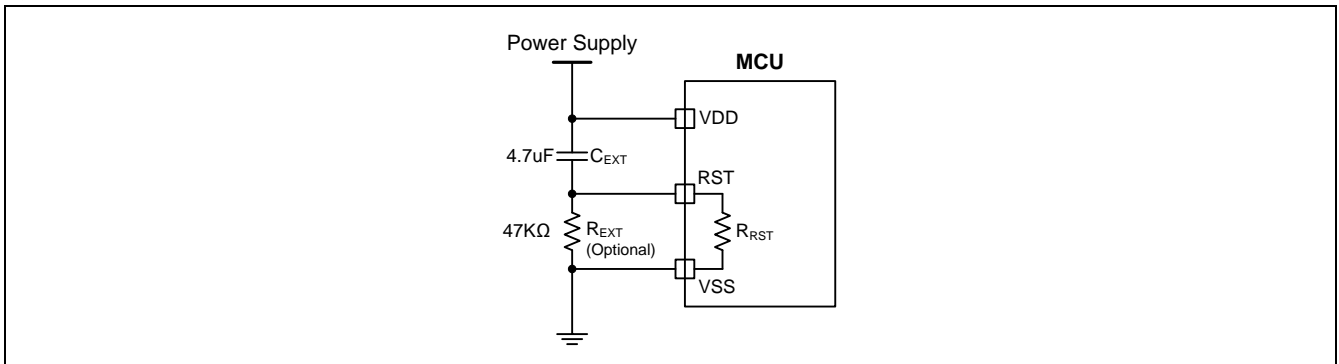 Power Supply
MCU
VDD
4.7uF
CEXT
RST
47KΩ
REXT
(Optional)
RRST
VSS